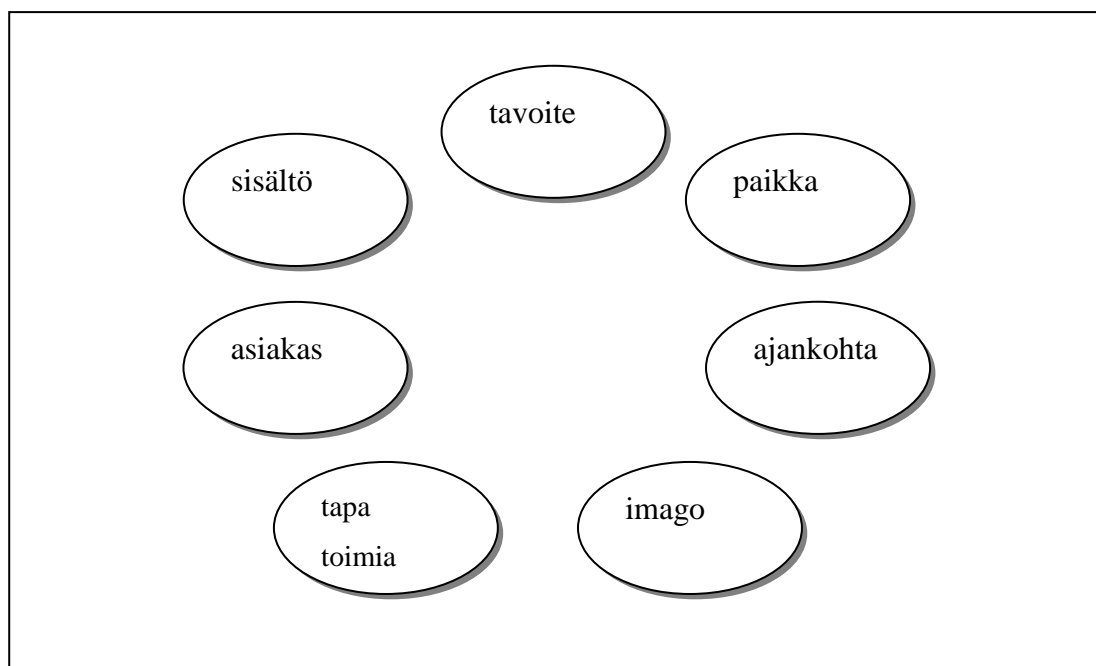 tavoite
sisältö
paikka
asiakas
ajankohta
tapa
toimia
imago